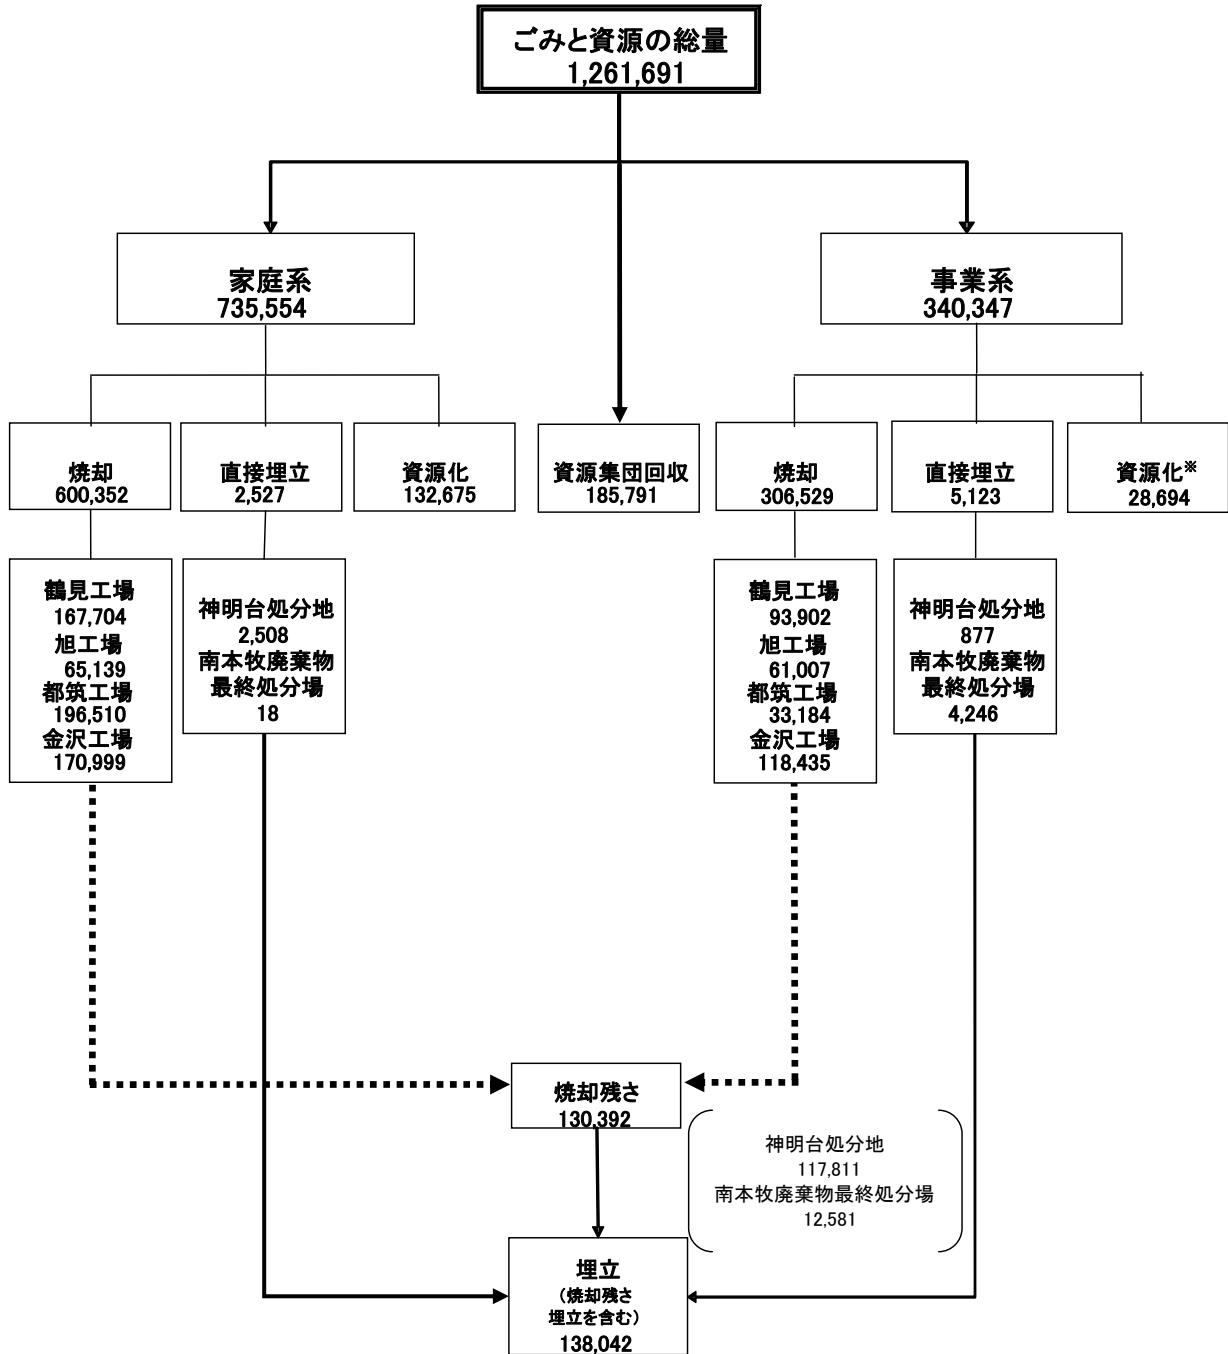 ごみと資源の総量
1,261,691
家庭系
735,554
事業系
340,347
焼却
600,352
直接埋立
2,527
資源化
132,675
資源集団回収
185,791
焼却
306,529
直接埋立
5,123
資源化※
28,694
鶴見工場
167,704
旭工場
65,139
都筑工場
196,510
金沢工場
170,999
神明台処分地
2,508
南本牧廃棄物
最終処分場
18
鶴見工場
93,902
旭工場
61,007
都筑工場
33,184
金沢工場
118,435
神明台処分地
877
南本牧廃棄物
最終処分場
4,246
焼却残さ
130,392
神明台処分地
117,811
南本牧廃棄物最終処分場
12,581
埋立
(焼却残さ
埋立を含む)
138,042